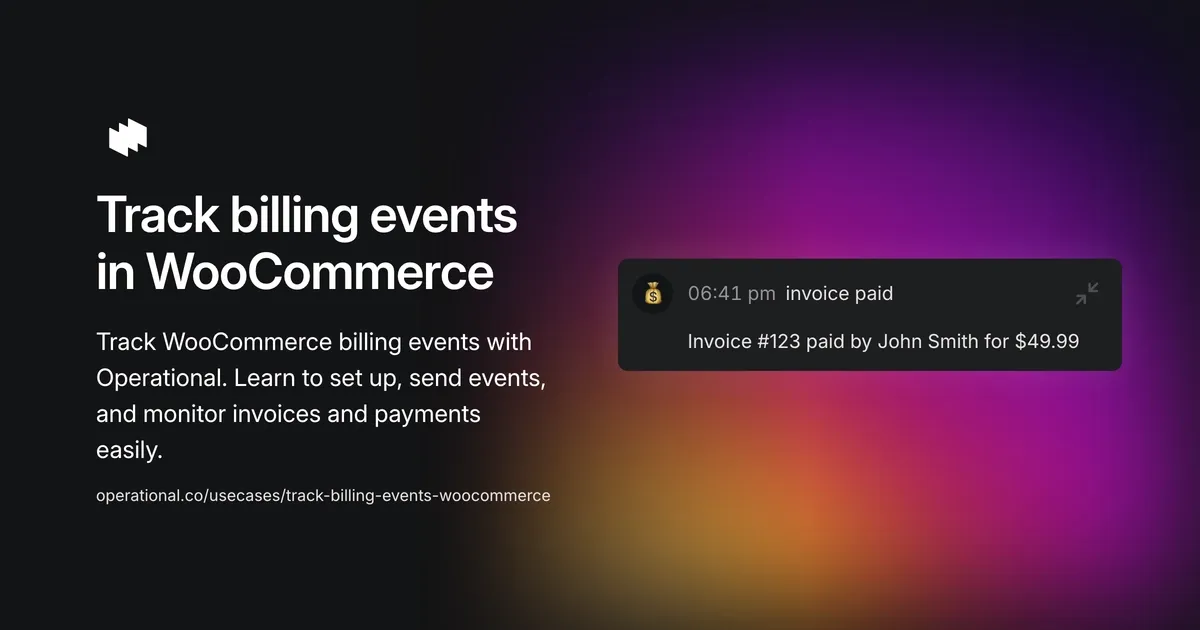 Track billing events
in WooCommerce
Track WooCommerce billing events with
Operational. Learn to set up, send events,
and monitor invoices and payments
easily.
operational.co/usecases/track-billing-events-woocommerce
06:41 pm invoice paid
Invoice #123 paid by John Smith for $49.99